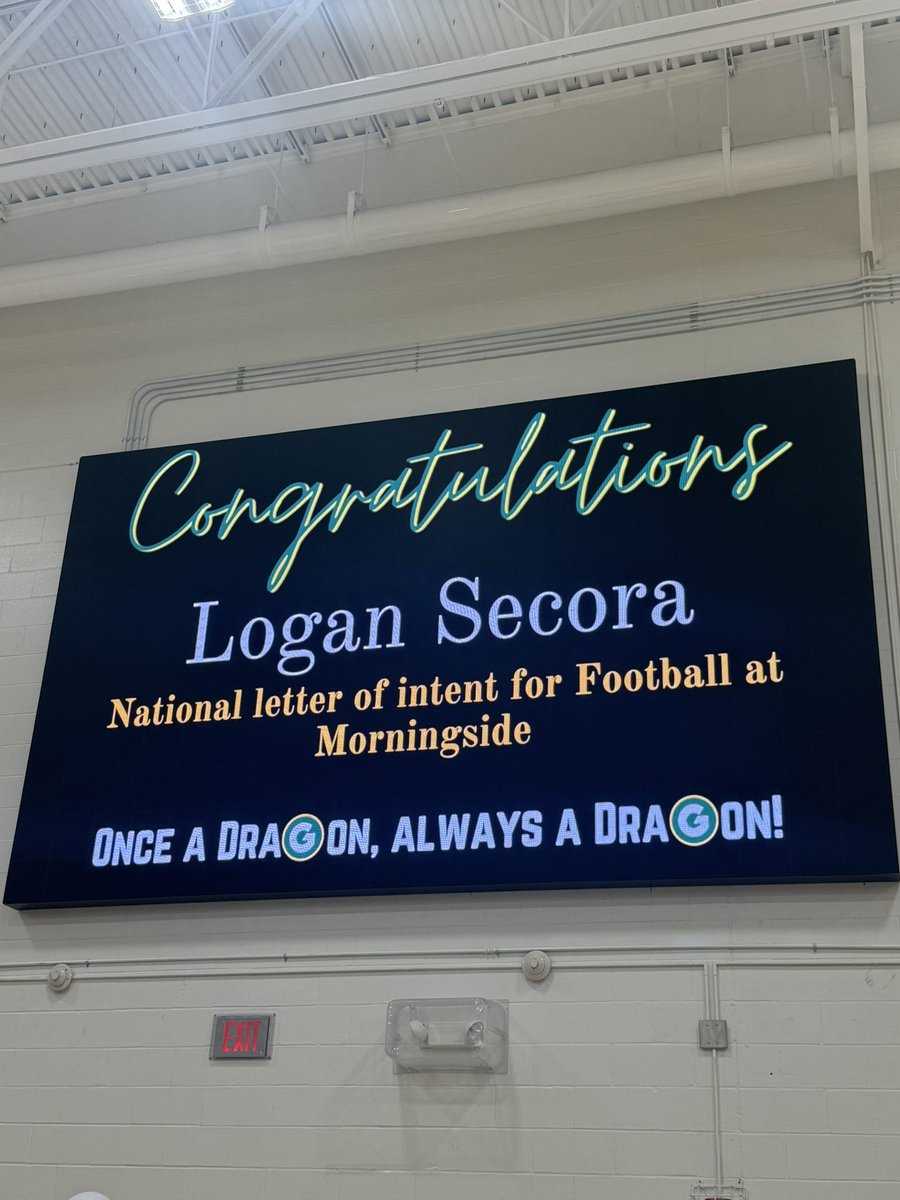 Congratulations
Logan Secora
National letter of intent for Football at
Morningside
ONCE A DRAGON, ALWAYS A DRAGON!
EXIT